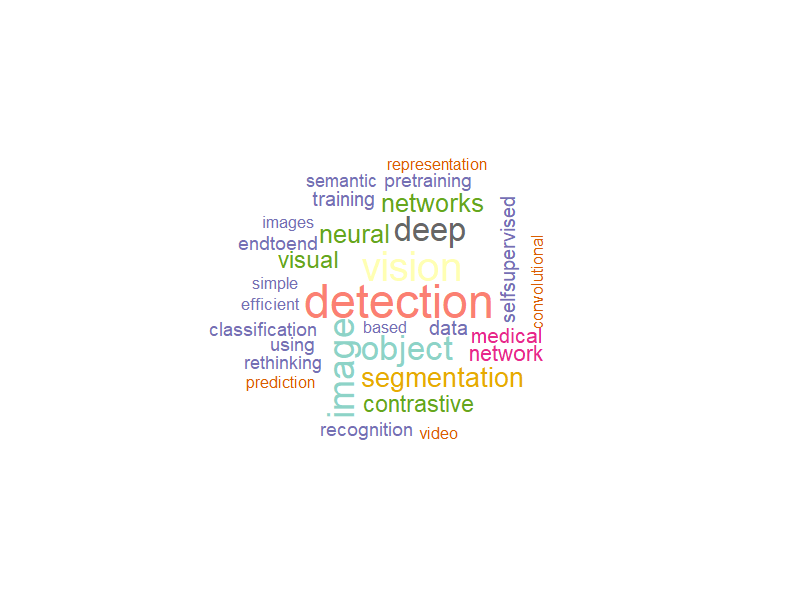 representation
semantic pretraining
training networks
selfsupervised
images neural deep
endtoend
visual vision
convolutional
simple
efficient detection
classification based data
image
using object medical
rethinking network
prediction segmentation
contrastive
recognition video